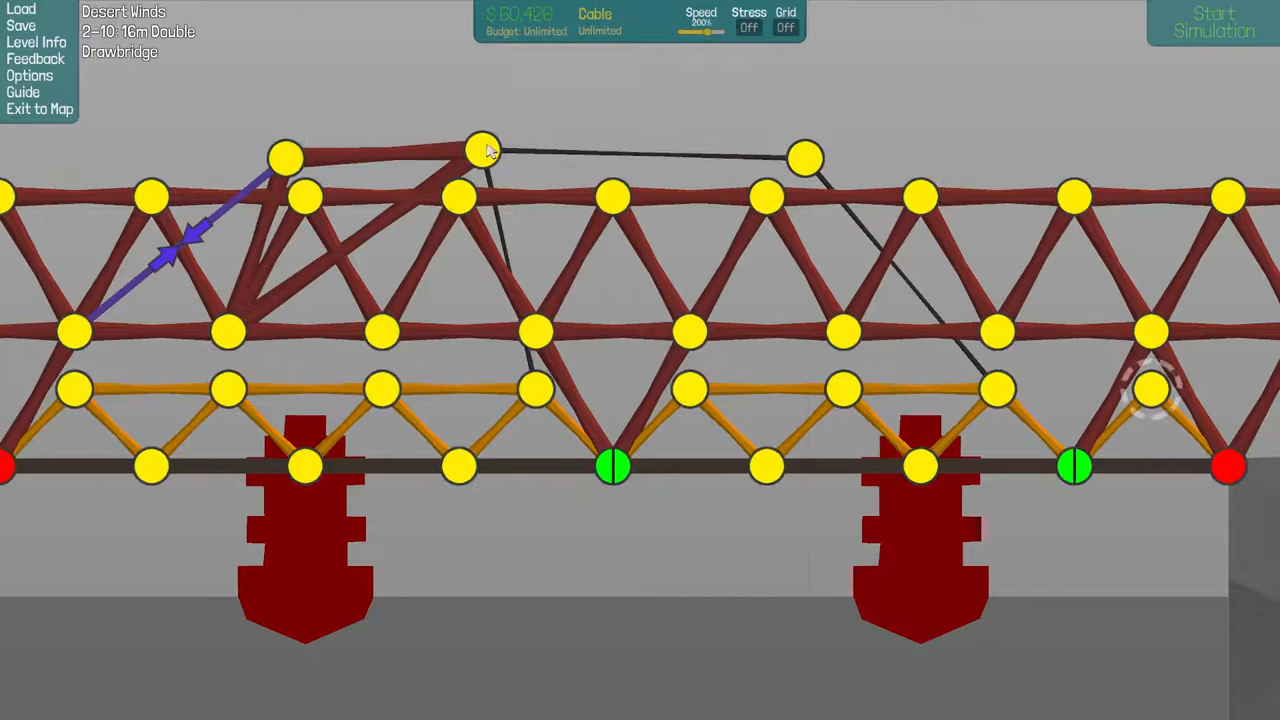 Load
Save
Level Info
Feedback
Options
Guide
Exit to Map
Desert Winds
2-10: 16m Double
Drawbridge
$ 60,426
Budget: Unlimited
Cable
Unlimited
Speed
200%
Stress
Off
Grid
Off
Start
Simulation